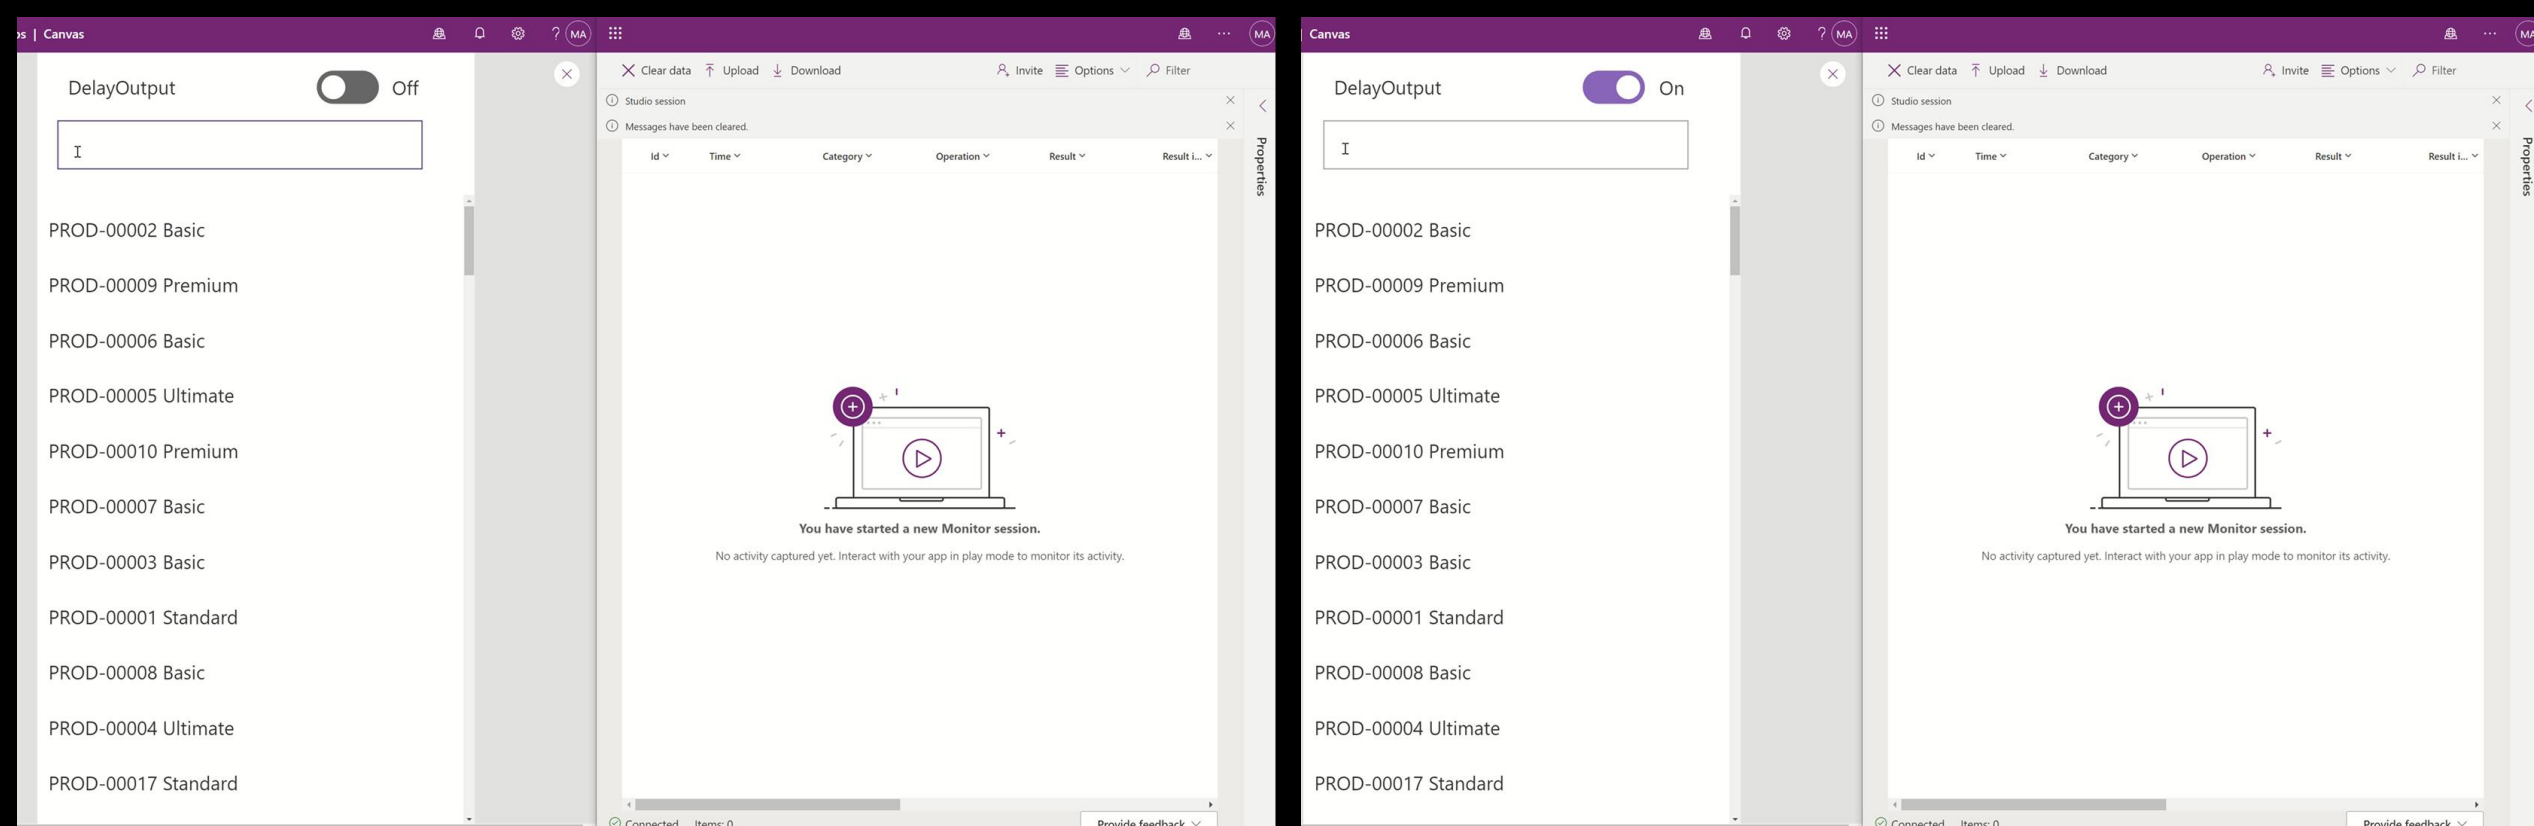 | Canvas
? MA
MA
DelayOutput
Off
Clear data
Upload
Download
Invite
Options
Filter
Studio session
Messages have been cleared.
Id
Time
Category
Operation
Result
Result i...
Properties
PROD-00002 Basic
PROD-00009 Premium
PROD-00006 Basic
PROD-00005 Ultimate
PROD-00010 Premium
PROD-00007 Basic
PROD-00003 Basic
PROD-00001 Standard
PROD-00008 Basic
PROD-00004 Ultimate
PROD-00017 Standard
You have started a new Monitor session.
No activity captured yet. Interact with your app in play mode to monitor its activity.
Connected Items: 0
Provide feedback
| Canvas
? MA
MA
DelayOutput
On
Clear data
Upload
Download
Invite
Options
Filter
Studio session
Messages have been cleared.
Id
Time
Category
Operation
Result
Result i...
Properties
PROD-00002 Basic
PROD-00009 Premium
PROD-00006 Basic
PROD-00005 Ultimate
PROD-00010 Premium
PROD-00007 Basic
PROD-00003 Basic
PROD-00001 Standard
PROD-00008 Basic
PROD-00004 Ultimate
PROD-00017 Standard
You have started a new Monitor session.
No activity captured yet. Interact with your app in play mode to monitor its activity.
Connected Items: 0
Provide feedback